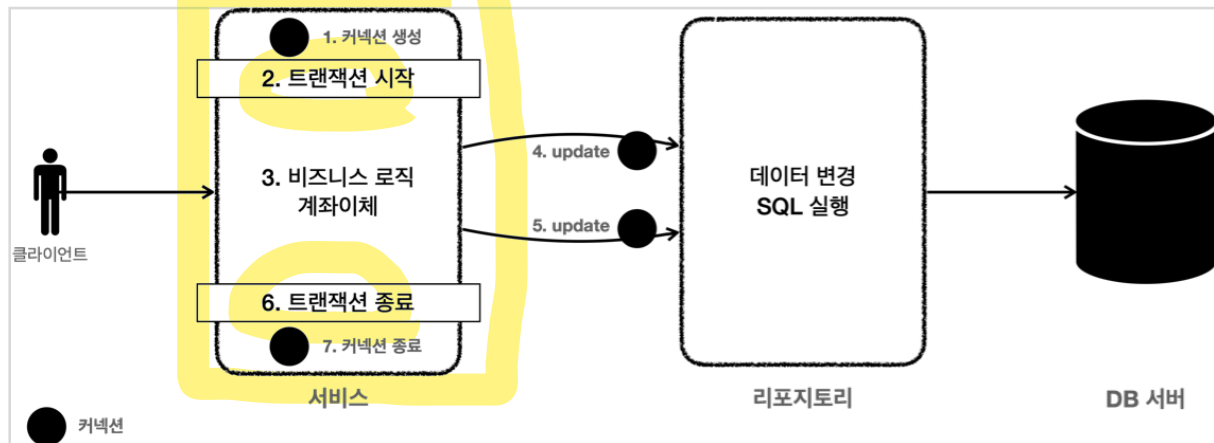 1. 커넥션 생성
2. 트랜잭션 시작
3. 비즈니스 로직
계좌이체
4. update
5. update
6. 트랜잭션 종료
7. 커넥션 종료
데이터 변경
SQL 실행
클라이언트
서비스
리포지토리
DB 서버
커넥션